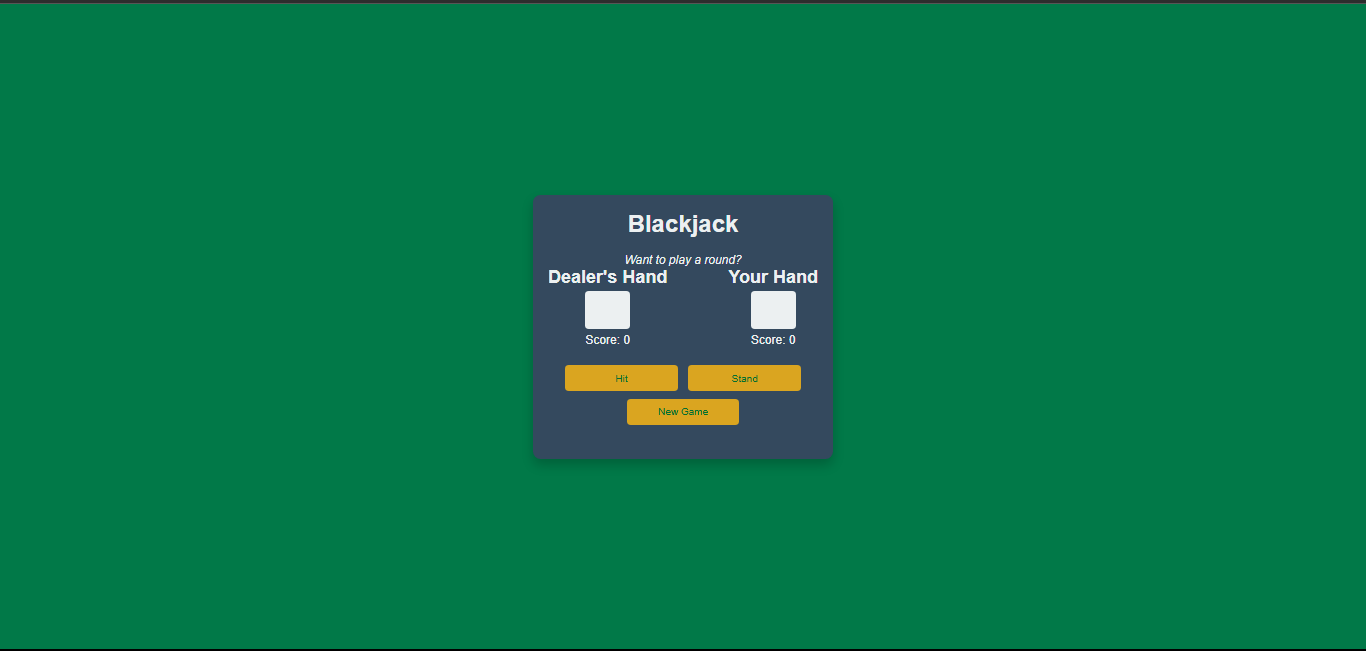 Blackjack
Want to play a round?
Dealer's Hand
Score: 0
Your Hand
Score: 0
Hit
Stand
New Game